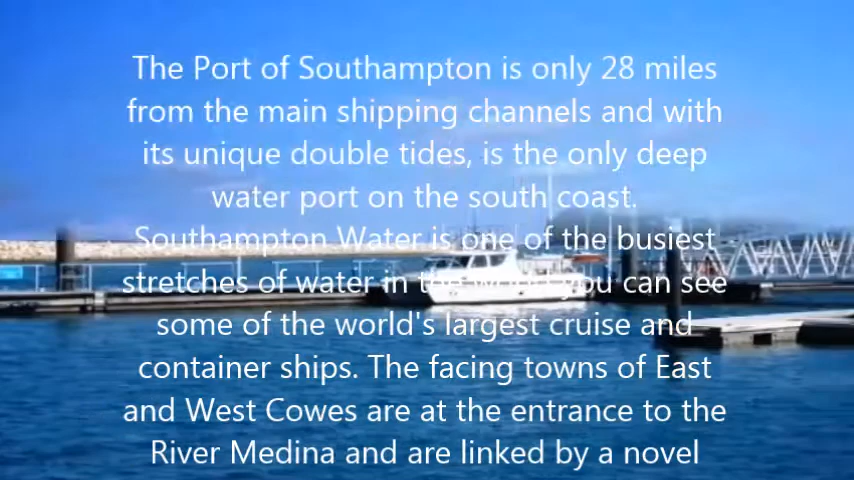 The Port of Southampton is only 28 miles
from the main shipping channels and with
its unique double tides, is the only deep
water port on the south coast.
Southampton Water is one of the busiest
stretches of water in the world you can see
some of the world's largest cruise and
container ships. The facing towns of East
and West Cowes are at the entrance to the
River Medina and are linked by a novel